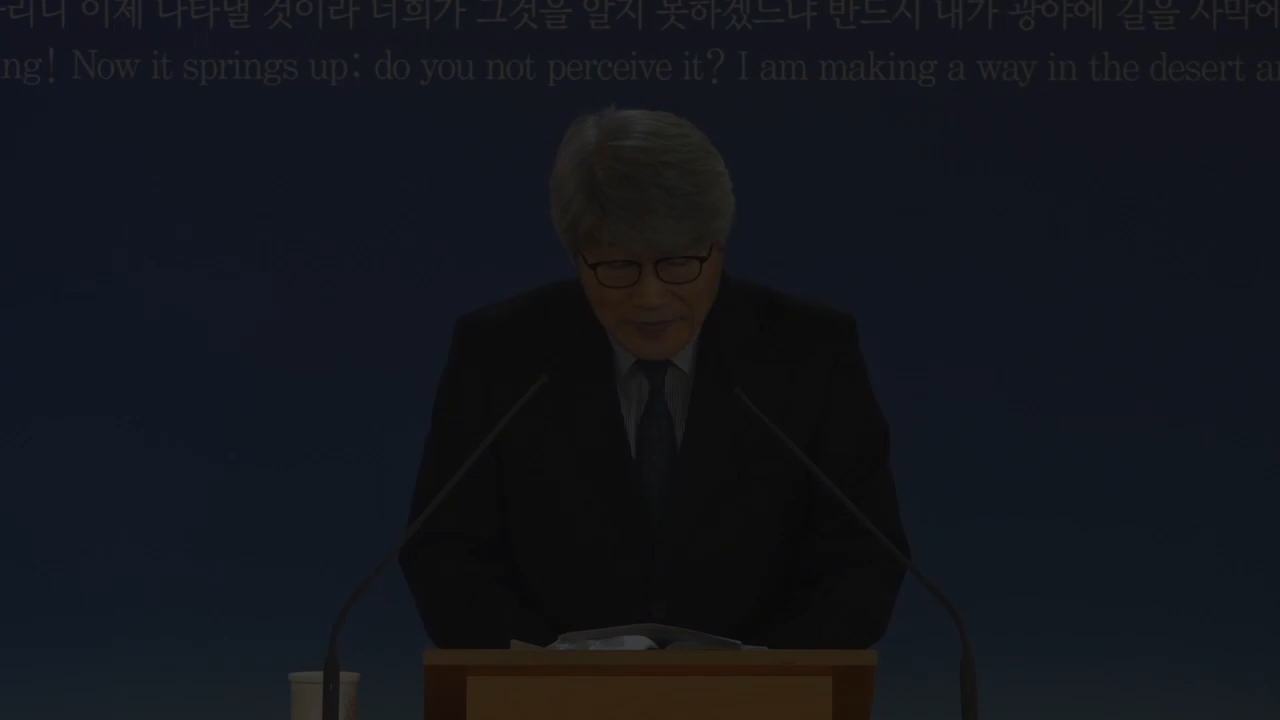 리니 이제 나타낼 것이라 너희가 그것을 알지 못하겠느냐 반드시 내가 광야에 길을 사막에
ng! Now it springs up; do you not perceive it? I am making a way in the desert a